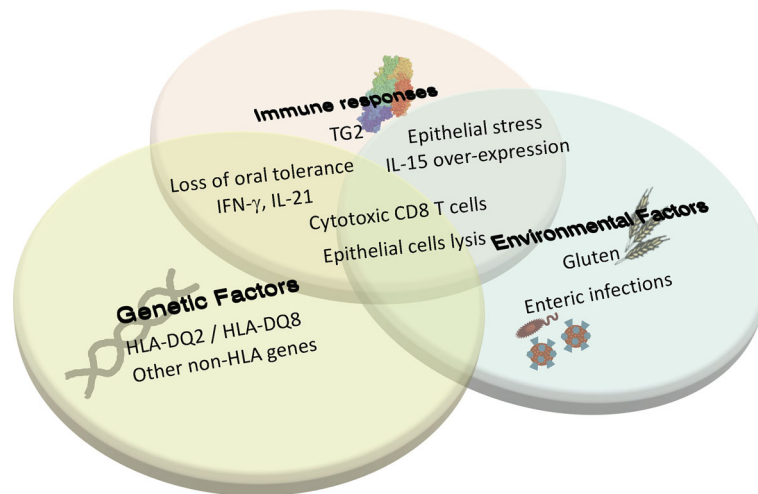 Immune responses
TG2
Epithelial stress
IL-15 over-expression
Loss of oral tolerance
IFN-γ, IL-21
Cytotoxic CD8 T cells
Epithelial cells lysis
Environmental Factors
Gluten
Enteric infections
Genetic Factors
HLA-DQ2 / HLA-DQ8
Other non-HLA genes